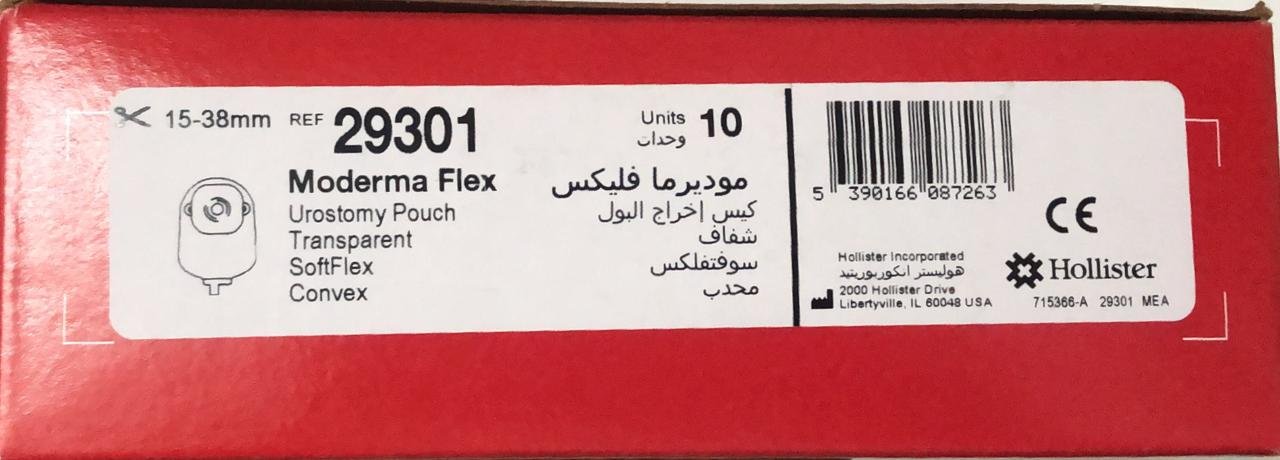 15-38mm REF 29301
Units 10
وحدات
Moderma Flex
Urostomy Pouch
Transparent
SoftFlex
Convex
موديرما فليكس
كيس إخراج البول
شفاف
سوفتفلكس
محدب
5 390166 087263
CE
Hollister Incorporated
هوليستر انكوربوريتيد
2000 Hollister Drive
Libertyville, IL 60048 USA
Hollister
715366-A 29301 MEA